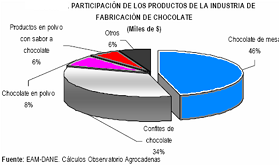 . PARTICIPACIÓN DE LOS PRODUCTOS DE LA INDUSTRIA DE
FABRICACIÓN DE CHOCOLATE
(Miles de $)
Productos en polvo
con sabor a
chocolate
6%
Otros
6%
Chocolate de mesa
46%
Chocolate en polvo
8%
Confites de
chocolate
34%
Fuente: EAM-DANE. Cálculos Observatorio Agrocadenas